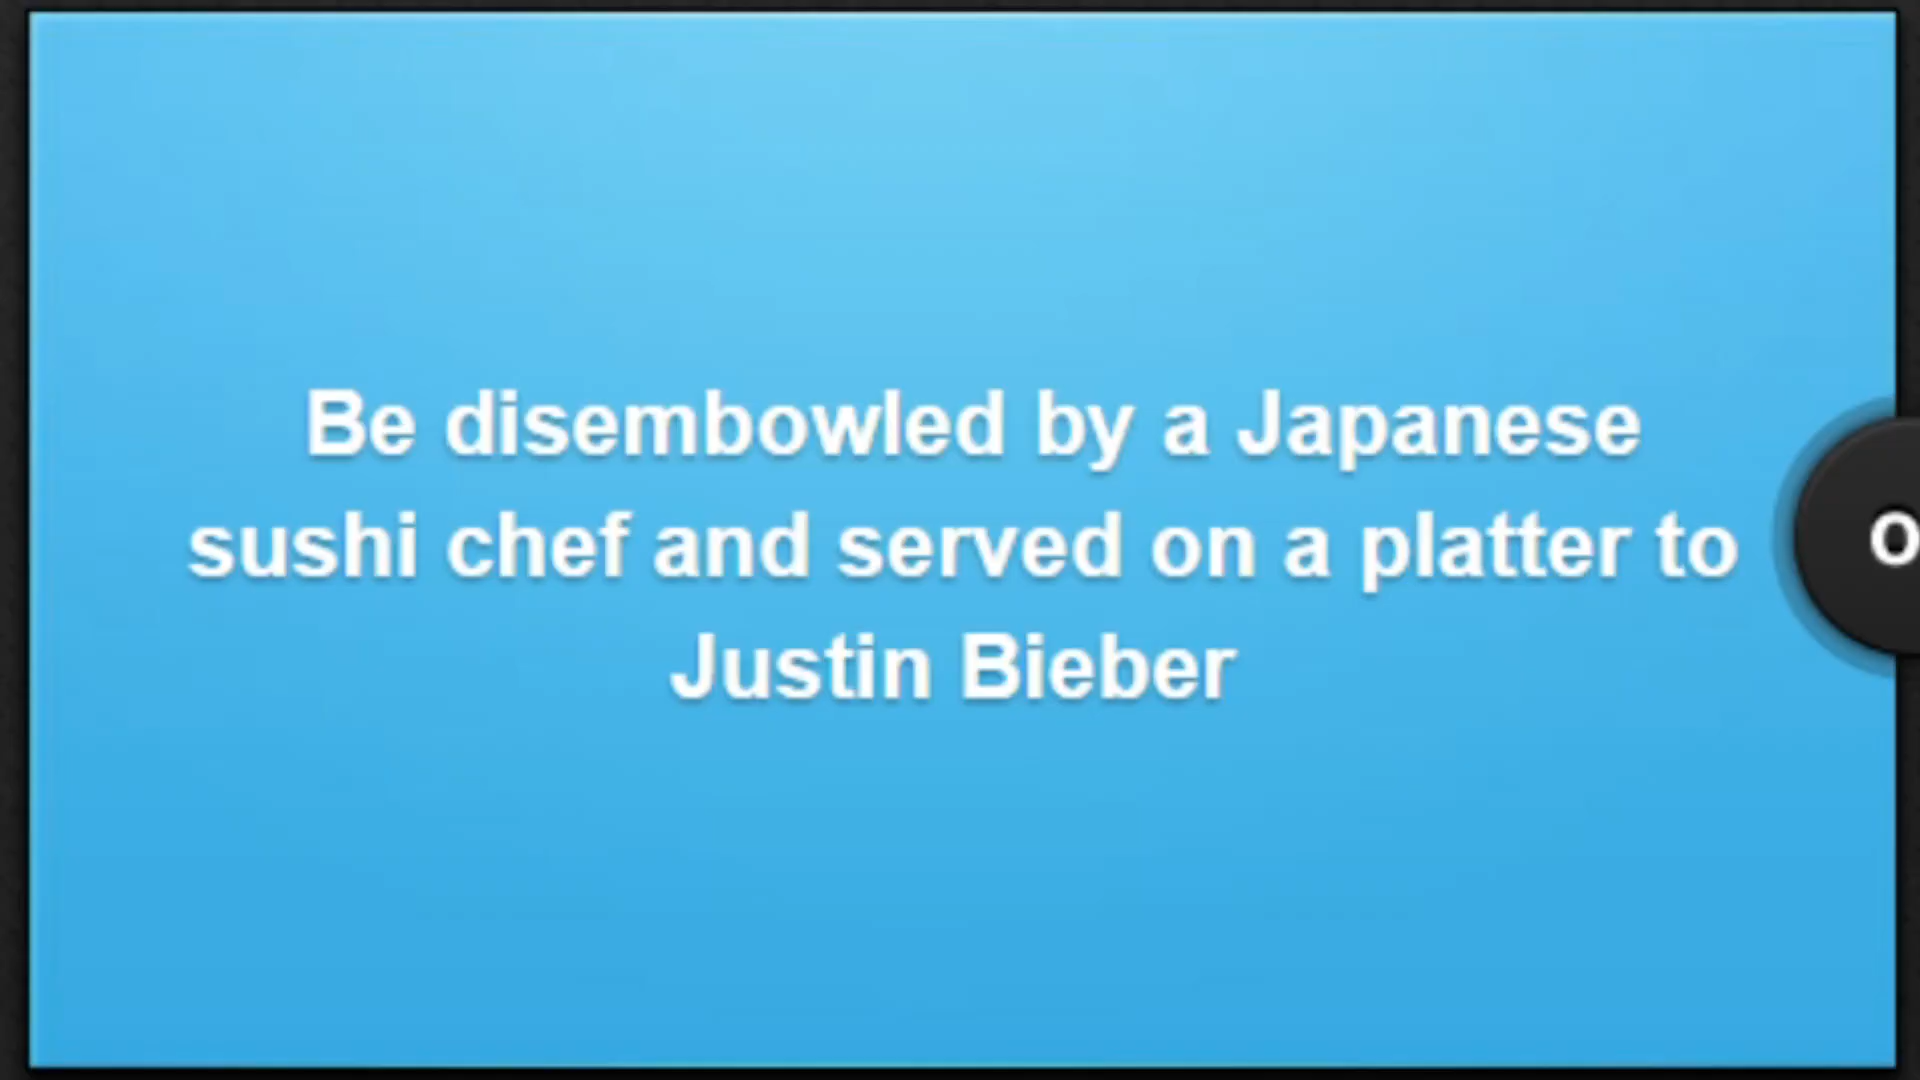 Be disembowled by a Japanese
sushi chef and served on a platter to
Justin Bieber